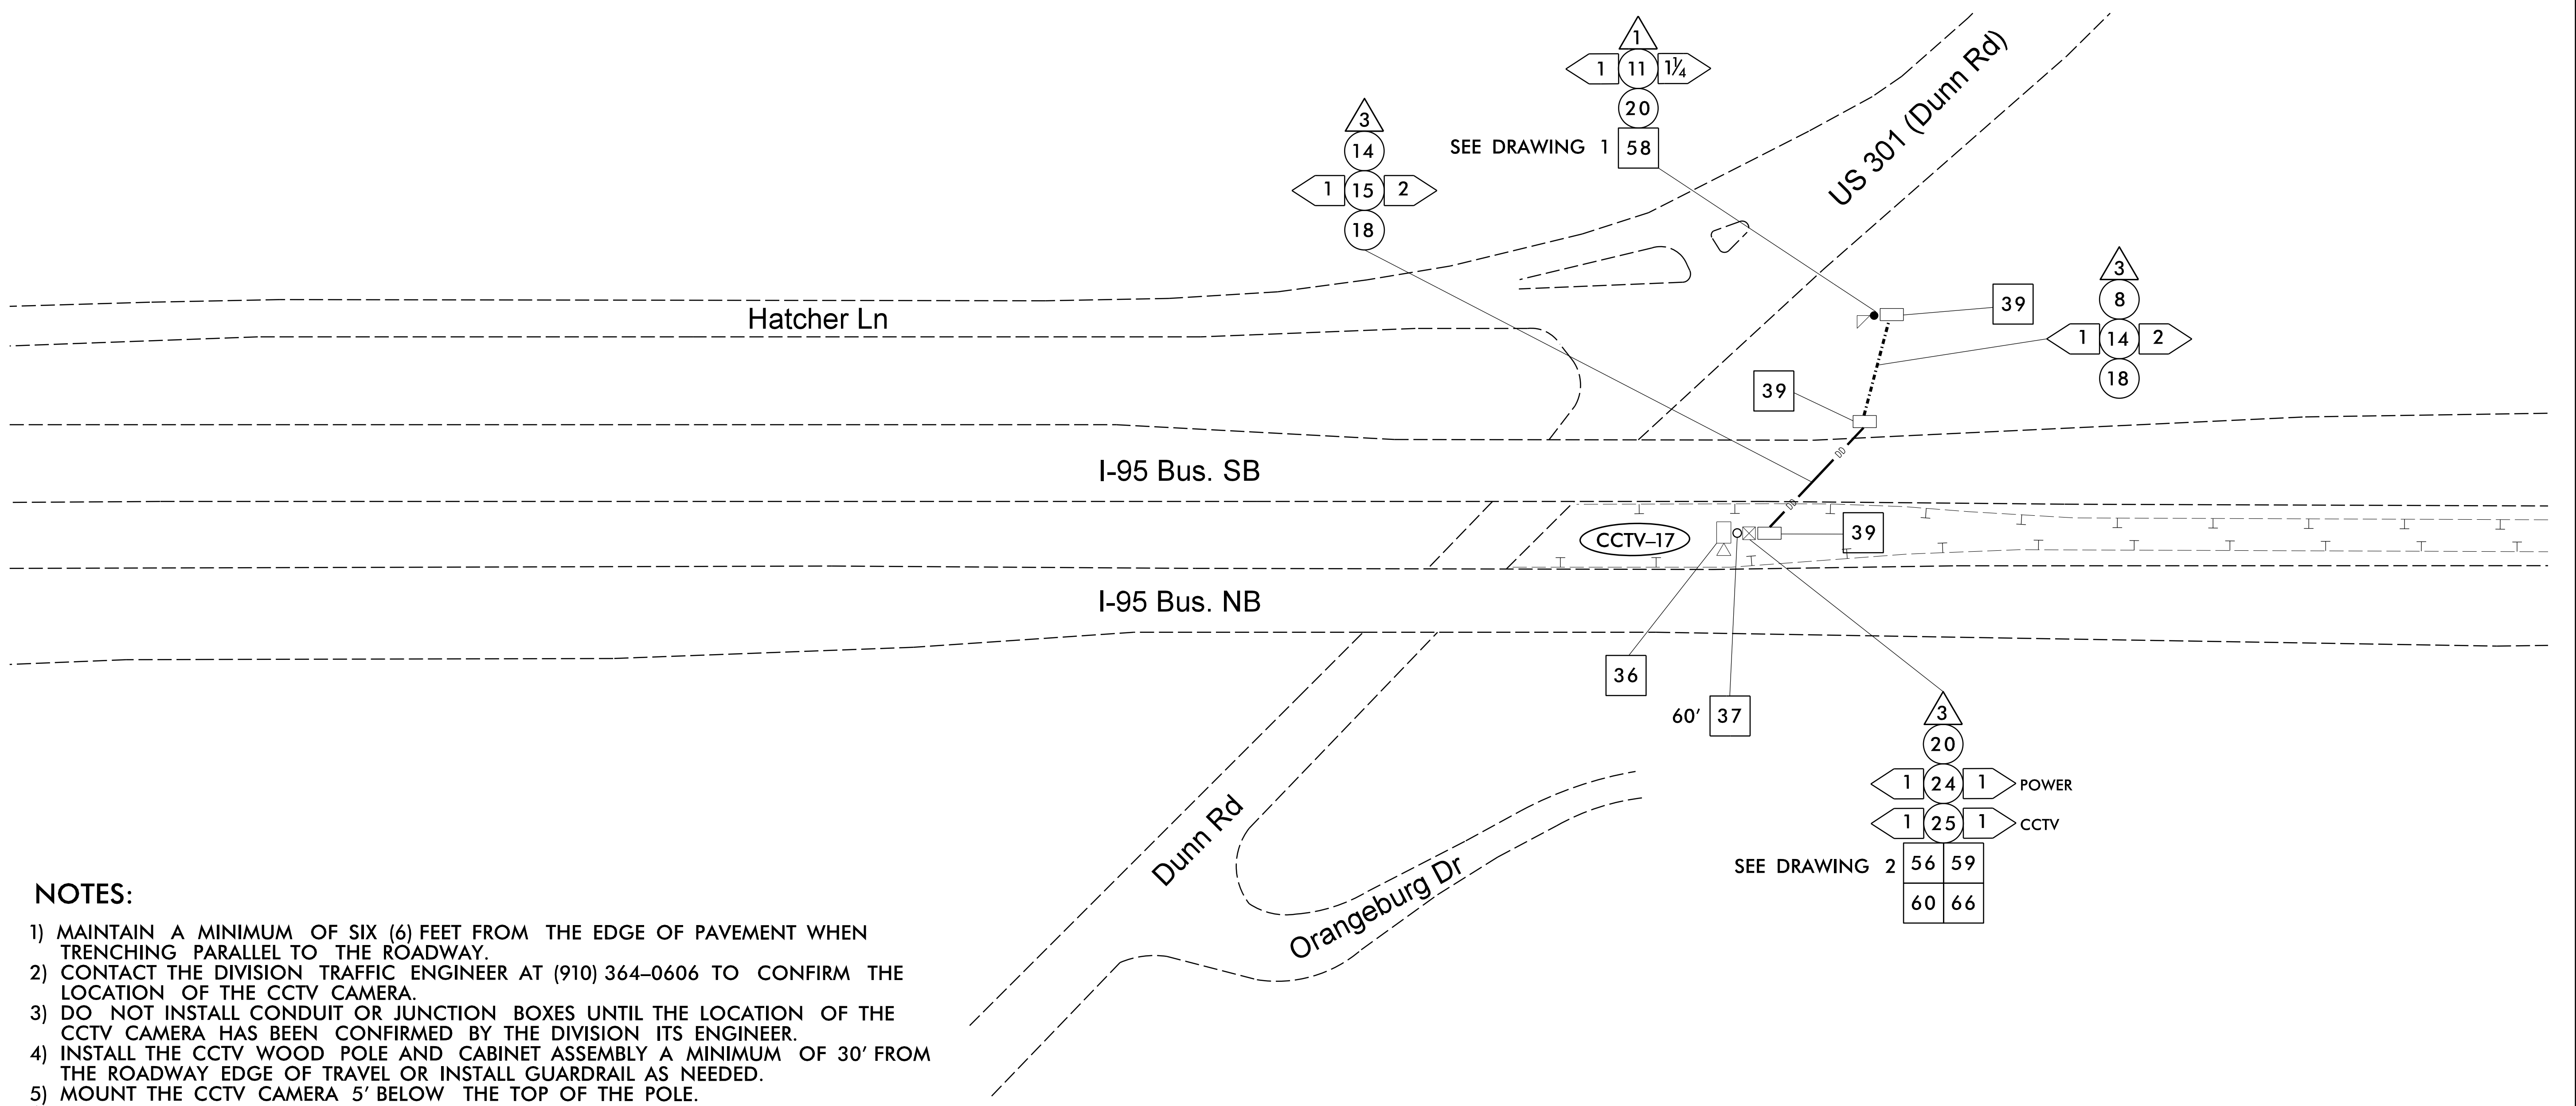 1
1 11 1¼
20
SEE DRAWING 1 58
3
14
1 15 2
18
US 301 (Dunn Rd)
3
8
1 14 2
18
39
Hatcher Ln
39
I-95 Bus. SB
CCTV–17
39
I-95 Bus. NB
36
60' 37
3
20
1 24 1 POWER
1 25 1 CCTV
SEE DRAWING 2 56 59
60 66
Dunn Rd
Orangeburg Dr
NOTES:
1) MAINTAIN A MINIMUM OF SIX (6) FEET FROM THE EDGE OF PAVEMENT WHEN
TRENCHING PARALLEL TO THE ROADWAY.
2) CONTACT THE DIVISION TRAFFIC ENGINEER AT (910) 364–0606 TO CONFIRM THE
LOCATION OF THE CCTV CAMERA.
3) DO NOT INSTALL CONDUIT OR JUNCTION BOXES UNTIL THE LOCATION OF THE
CCTV CAMERA HAS BEEN CONFIRMED BY THE DIVISION ITS ENGINEER.
4) INSTALL THE CCTV WOOD POLE AND CABINET ASSEMBLY A MINIMUM OF 30' FROM
THE ROADWAY EDGE OF TRAVEL OR INSTALL GUARDRAIL AS NEEDED.
5) MOUNT THE CCTV CAMERA 5' BELOW THE TOP OF THE POLE.